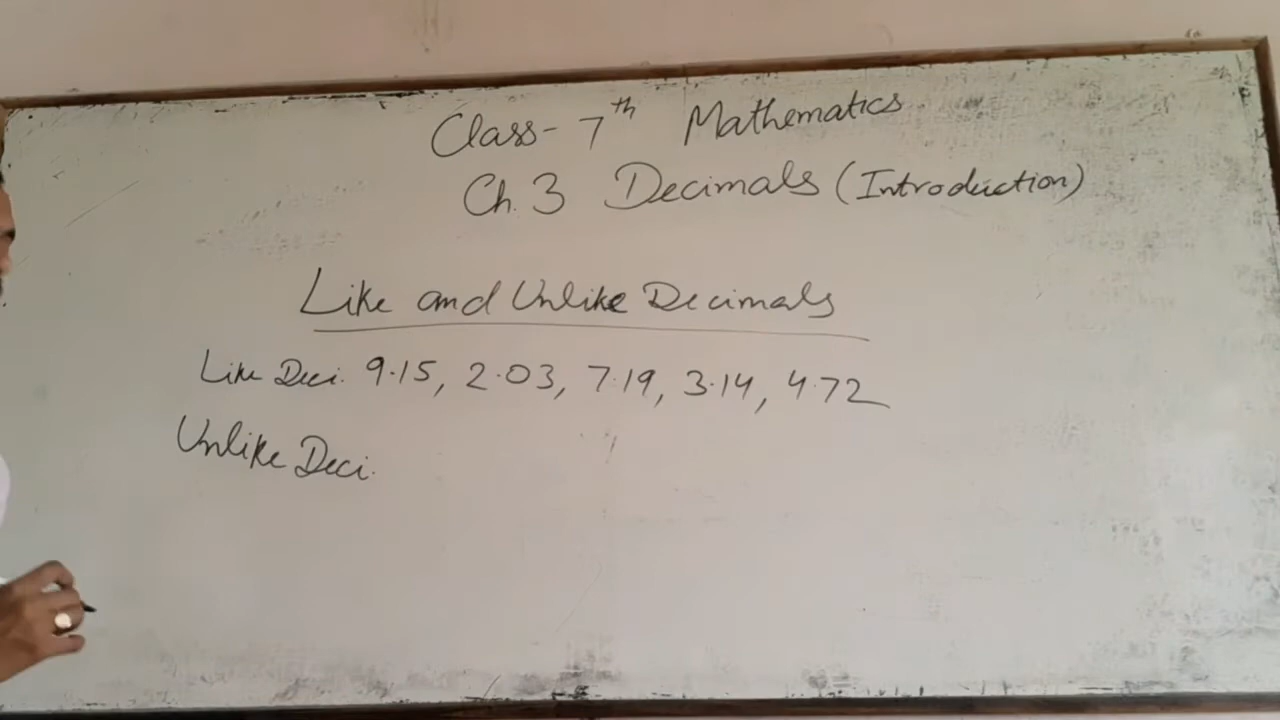 Class- 7th Mathematics
Ch. 3 Decimals (Introduction)
Like and Unlike Decimals
Like Deci. 9.15, 2.03, 7.19, 3.14, 4.72
Unlike Deci.